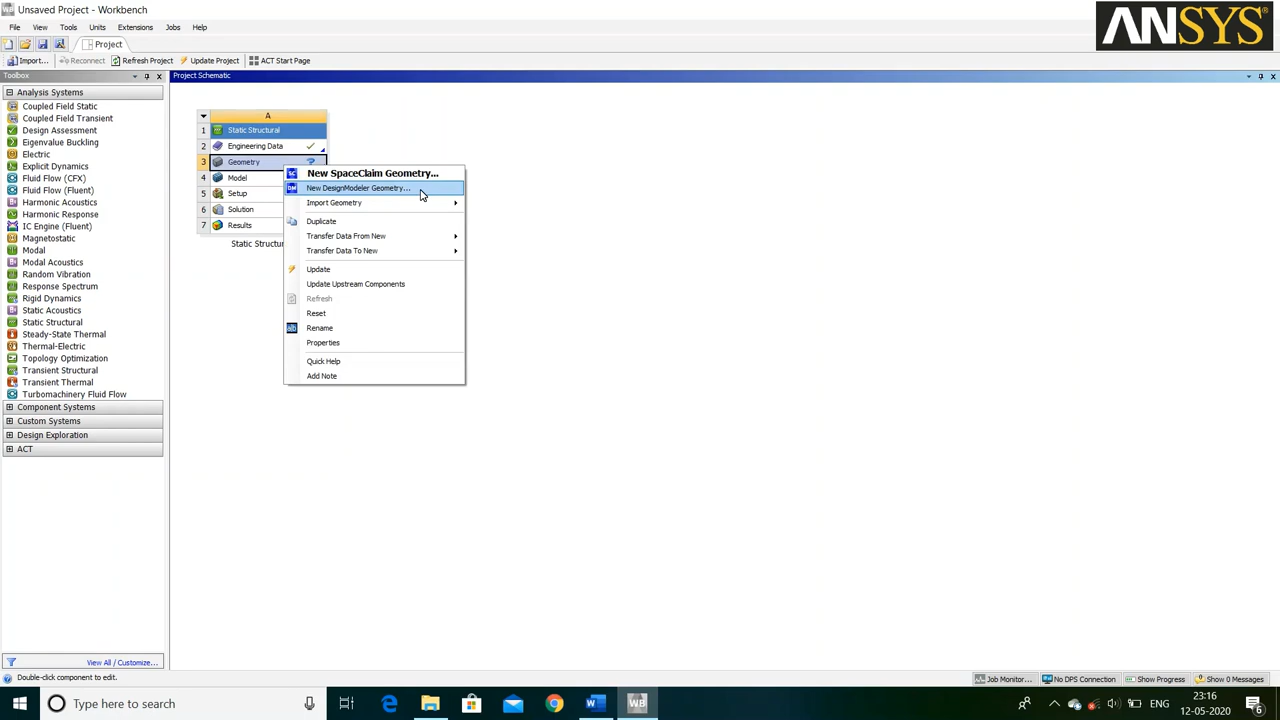 Unsaved Project - Workbench
File View Tools Units Extensions Jobs Help
ANSYS®
Project
Import... Reconnect Refresh Project Update Project ACT Start Page
Toolbox
Project Schematic
Analysis Systems
Coupled Field Static
Coupled Field Transient
Design Assessment
Eigenvalue Buckling
Electric
Explicit Dynamics
Fluid Flow (CFX)
Fluid Flow (Fluent)
Harmonic Acoustics
Harmonic Response
IC Engine (Fluent)
Magnetostatic
Modal
Modal Acoustics
Random Vibration
Response Spectrum
Rigid Dynamics
Static Acoustics
Static Structural
Steady-State Thermal
Thermal-Electric
Topology Optimization
Transient Structural
Transient Thermal
Turbomachinery Fluid Flow
Component Systems
Custom Systems
Design Exploration
ACT
View All / Customize...
A
1 Static Structural
2 Engineering Data
3 Geometry
4 Model
5 Setup
6 Solution
7 Results
Static Structur
SC New SpaceClaim Geometry...
DM New DesignModeler Geometry...
Import Geometry
Duplicate
Transfer Data From New
Transfer Data To New
Update
Update Upstream Components
Refresh
Reset
Rename
Properties
Quick Help
Add Note
Double-click component to edit.
Job Monitor... No DPS Connection Show Progress Show 0 Messages
Type here to search
WB
ENG
23:16
12-05-2020
6